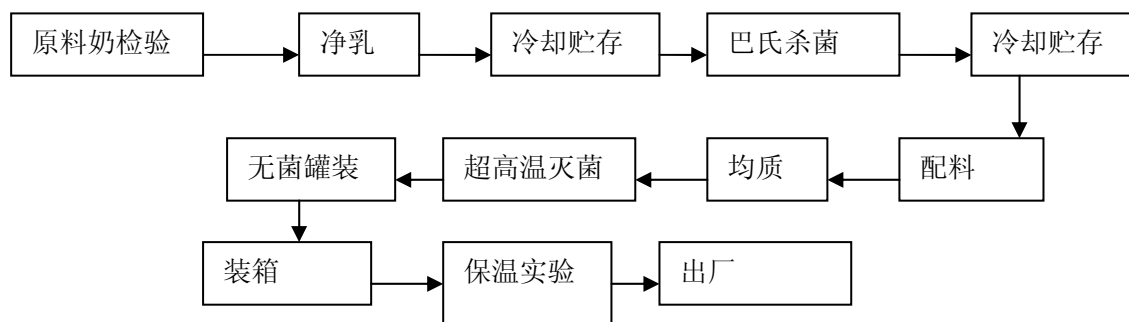 原料奶检验
净乳
冷却贮存
巴氏杀菌
冷却贮存
配料
均质
超高温灭菌
无菌罐装
装箱
保温实验
出厂